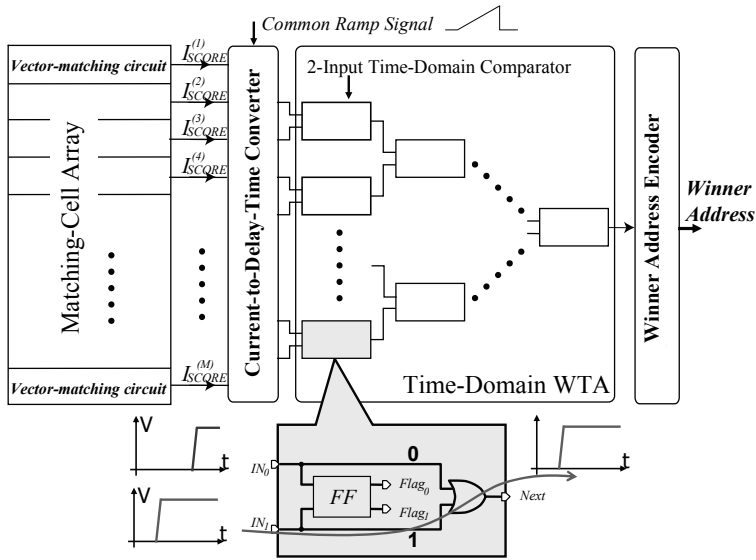 Common Ramp Signal
Vector-matching circuit
I_SCORE^(1)
2-Input Time-Domain Comparator
I_SCORE^(2)
I_SCORE^(3)
I_SCORE^(4)
Matching-Cell Array
Current-to-Delay-Time Converter
Winner Address Encoder
Winner
Address
Vector-matching circuit
I_SCORE^(M)
Time-Domain WTA
V
t
IN_0
0
FF
Flag_0
Flag_1
Next
V
t
IN_1
1
t